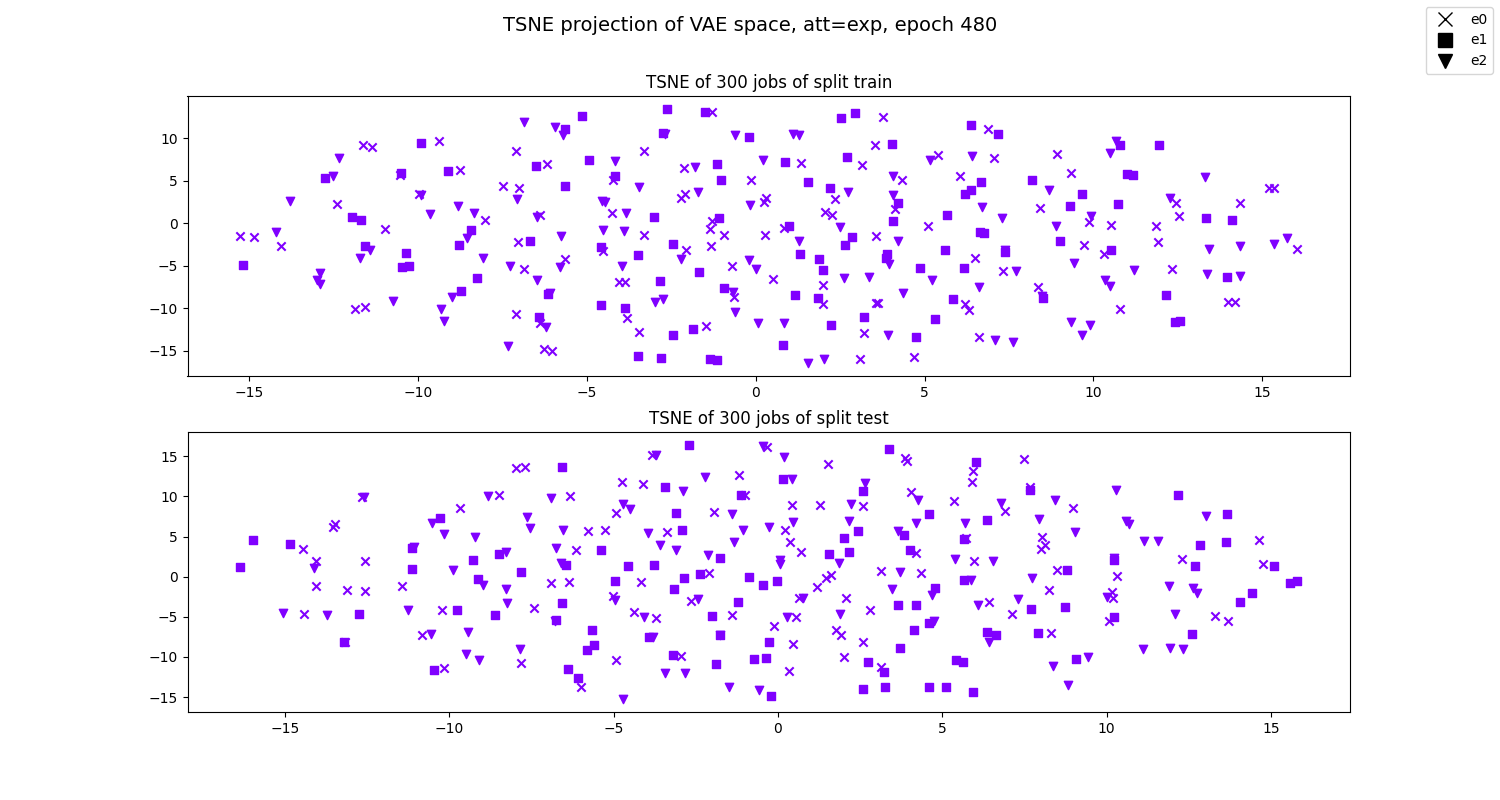 TSNE projection of VAE space, att=exp, epoch 480
e0
e1
e2
TSNE of 300 jobs of split train
10
5
0
−5
−10
−15
−15 −10 −5 0 5 10 15
TSNE of 300 jobs of split test
15
10
5
0
−5
−10
−15
−15 −10 −5 0 5 10 15